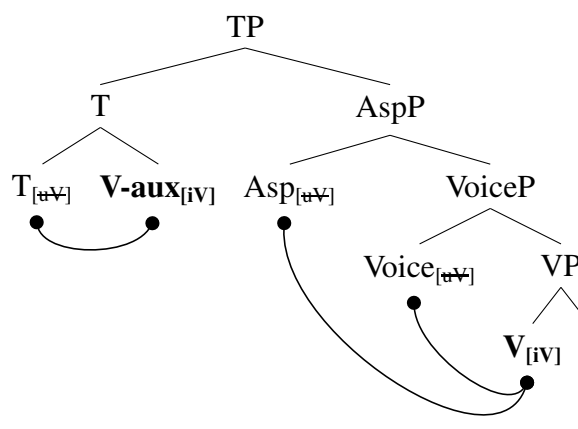 TP
T AspP
T[uV] V-aux[iV] Asp[uV] VoiceP
Voice[uV] VP
V[iV]